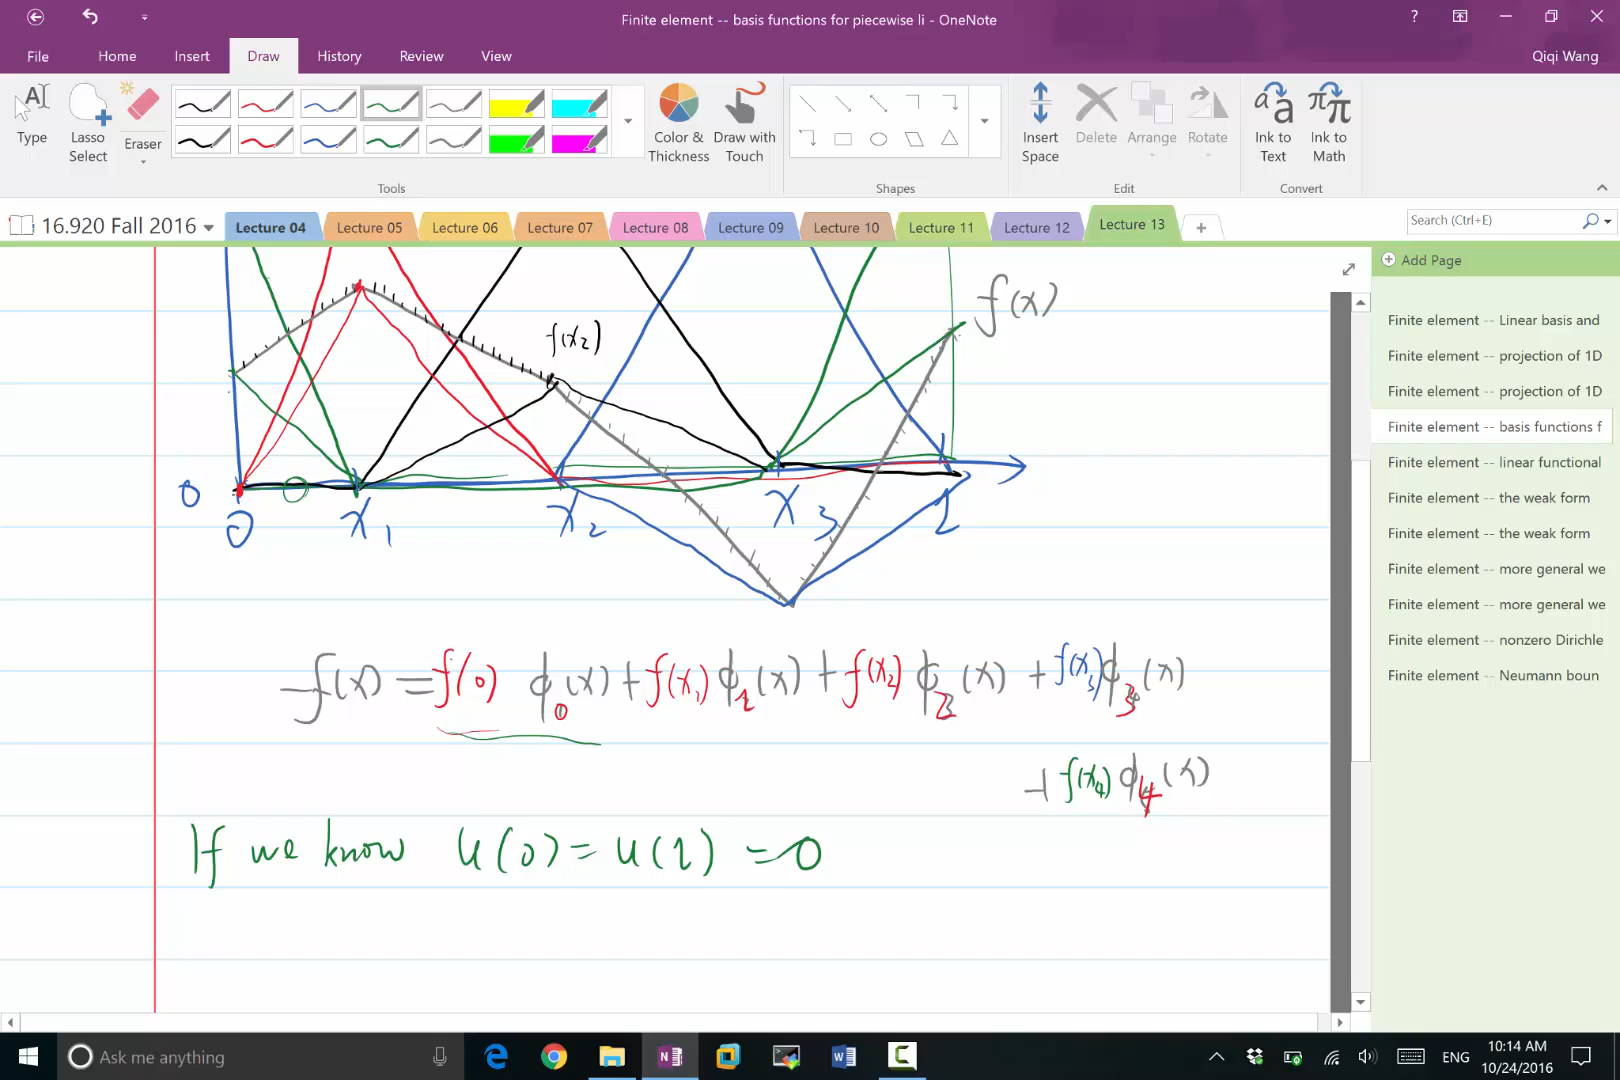 Finite element -- basis functions for piecewise li - OneNote
?
File Home Insert Draw History Review View
Qiqi Wang
Type
Lasso Select
Eraser
Color & Thickness
Draw with Touch
Insert Space
Delete
Arrange
Rotate
Ink to Text
Ink to Math
Tools Shapes Edit Convert
16.920 Fall 2016
Lecture 04 Lecture 05 Lecture 06 Lecture 07 Lecture 08 Lecture 09 Lecture 10 Lecture 11 Lecture 12 Lecture 13
Search (Ctrl+E)
Add Page
Finite element -- Linear basis and
Finite element -- projection of 1D
Finite element -- projection of 1D
Finite element -- basis functions f
Finite element -- linear functional
Finite element -- the weak form
Finite element -- the weak form
Finite element -- more general we
Finite element -- more general we
Finite element -- nonzero Dirichle
Finite element -- Neumann boun
f(x)
f(x₂)
0
0 x₁ x₂ x₃ 1
f(x) = f(0) ϕ₀(x) + f(x₁) ϕ₁(x) + f(x₂) ϕ₂(x) + f(x₃) ϕ₃(x)
+ f(x₄) ϕ₄(x)
If we know u(0) = u(1) = 0
Ask me anything
ENG
10:14 AM
10/24/2016